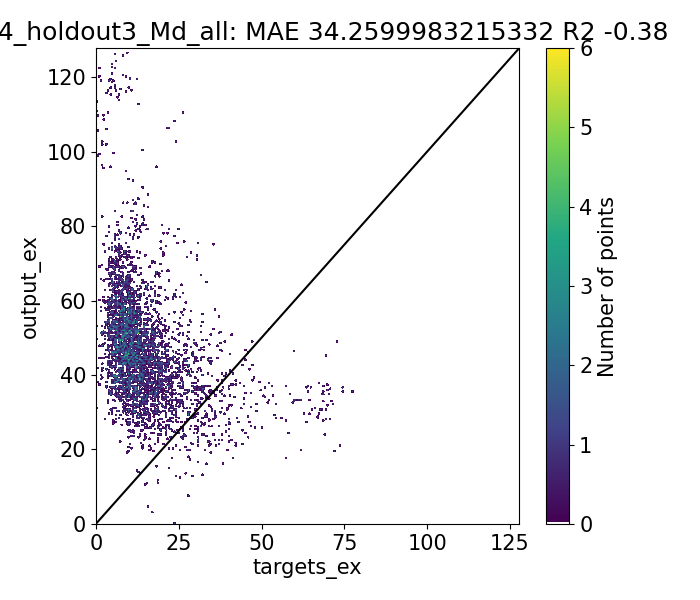 4_holdout3_Md_all: MAE 34.2599983215332 R2 -0.38
120
100
80
60
40
20
0
output_ex
0 25 50 75 100 125
targets_ex
6
5
4
3
2
1
0
Number of points